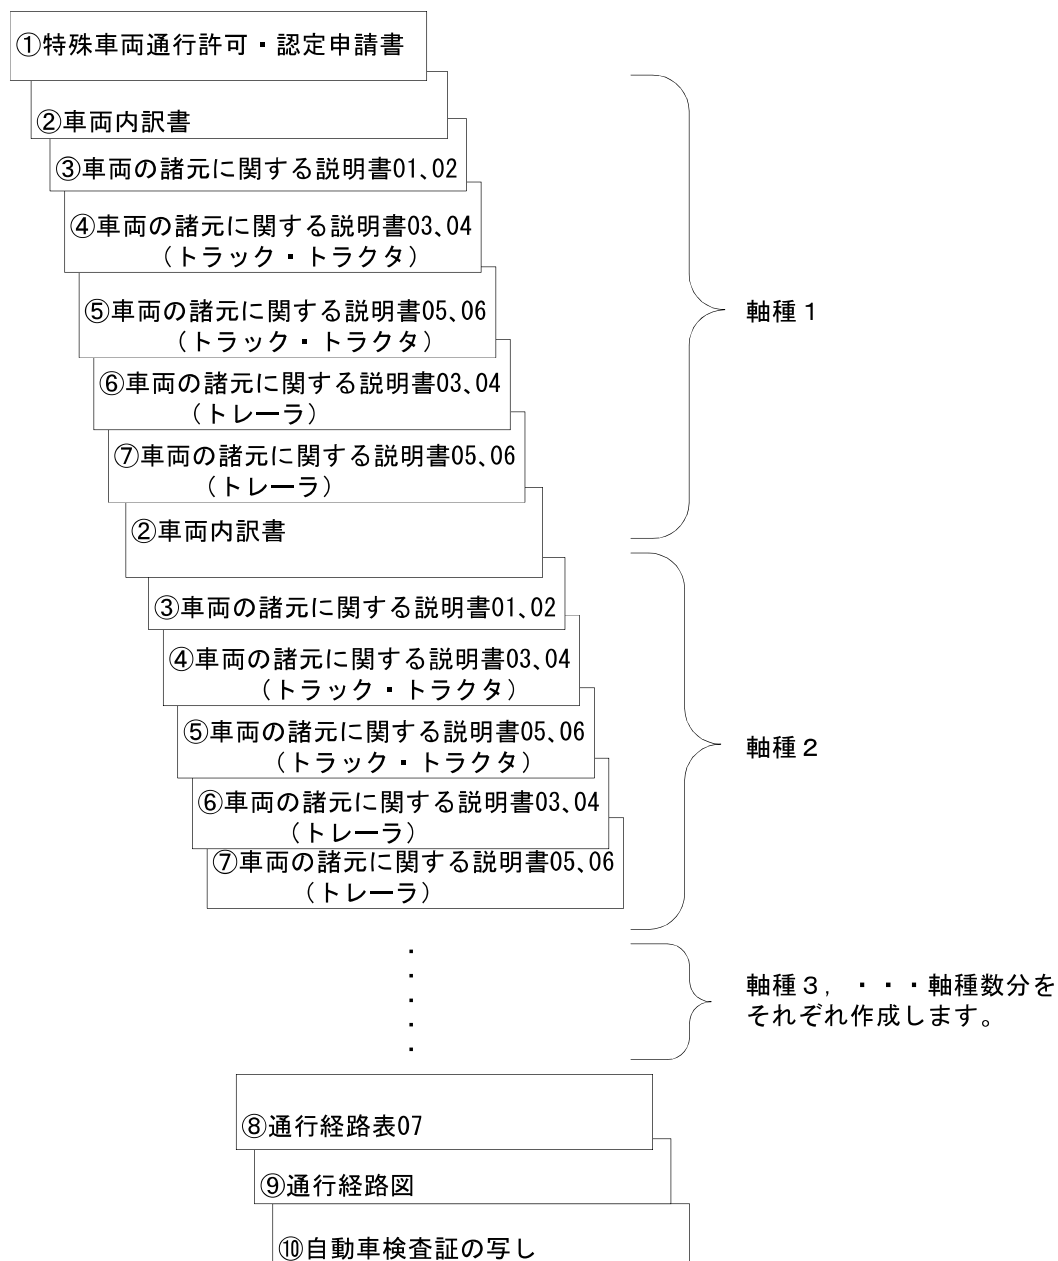 ①特殊車両通行許可・認定申請書
②車両内訳書
③車両の諸元に関する説明書01、02
④車両の諸元に関する説明書03、04
（トラック・トラクタ）
⑤車両の諸元に関する説明書05、06
（トラック・トラクタ）
⑥車両の諸元に関する説明書03、04
（トレーラ）
⑦車両の諸元に関する説明書05、06
（トレーラ）
軸種１
②車両内訳書
③車両の諸元に関する説明書01、02
④車両の諸元に関する説明書03、04
（トラック・トラクタ）
⑤車両の諸元に関する説明書05、06
（トラック・トラクタ）
⑥車両の諸元に関する説明書03、04
（トレーラ）
⑦車両の諸元に関する説明書05、06
（トレーラ）
軸種２
・
・
・
・
・
軸種３，・・・軸種数分を
それぞれ作成します。
⑧通行経路表07
⑨通行経路図
⑩自動車検査証の写し